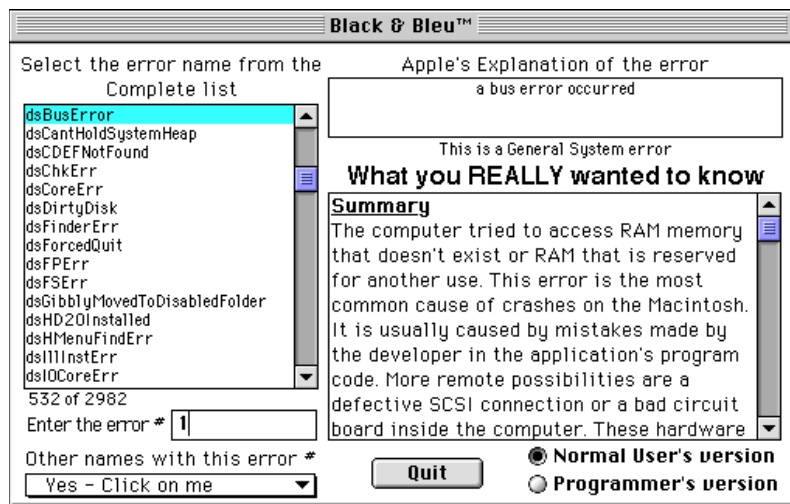 Black & Bleu™
Select the error name from the
Complete list
dsBusError
dsCantHoldSystemHeap
dsCDEFNotFound
dsChkErr
dsCoreErr
dsDirtyDisk
dsFinderErr
dsForcedQuit
dsFPErr
dsFSErr
dsGibblyMovedToDisabledFolder
dsHD20Installed
dsHMenuFindErr
dsIllInstErr
dsIOCoreErr
532 of 2982
Enter the error # 1
Other names with this error #
Yes - Click on me
Apple's Explanation of the error
a bus error occurred
This is a General System error
What you REALLY wanted to know
Summary
The computer tried to access RAM memory
that doesn't exist or RAM that is reserved
for another use. This error is the most
common cause of crashes on the Macintosh.
It is usually caused by mistakes made by
the developer in the application's program
code. More remote possibilities are a
defective SCSI connection or a bad circuit
board inside the computer. These hardware
Quit
Normal User's version
Programmer's version